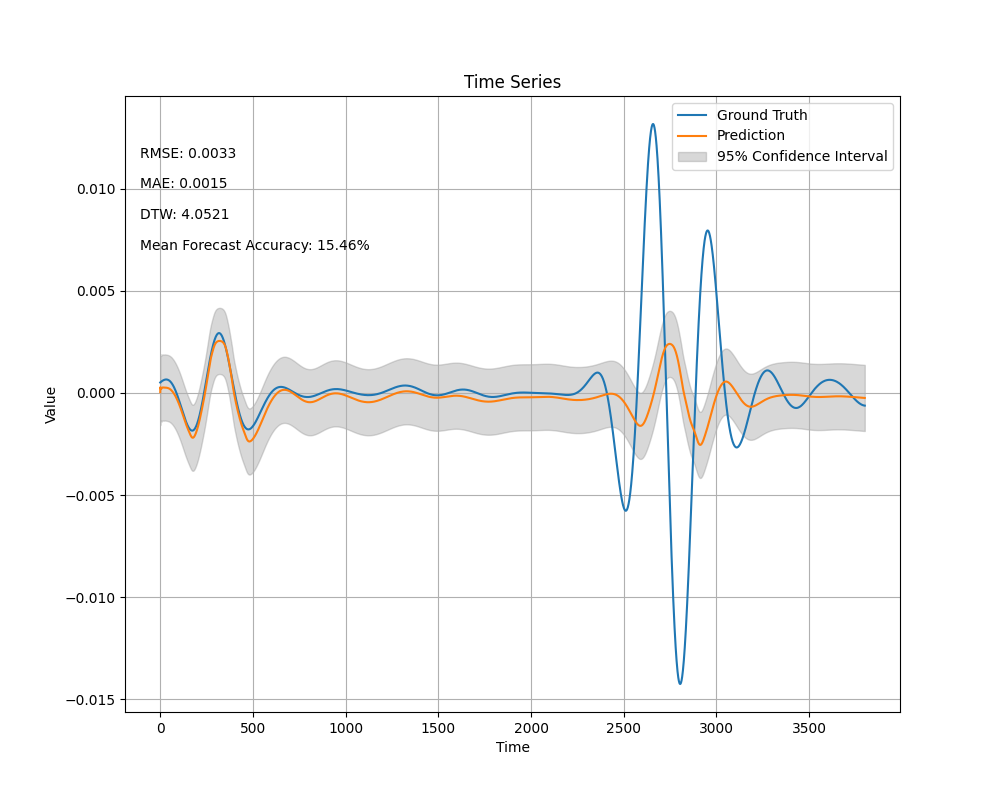 Time Series
Ground Truth
Prediction
95% Confidence Interval
RMSE: 0.0033
MAE: 0.0015
DTW: 4.0521
Mean Forecast Accuracy: 15.46%
0.010
0.005
0.000
−0.005
−0.010
−0.015
Value
0 500 1000 1500 2000 2500 3000 3500
Time